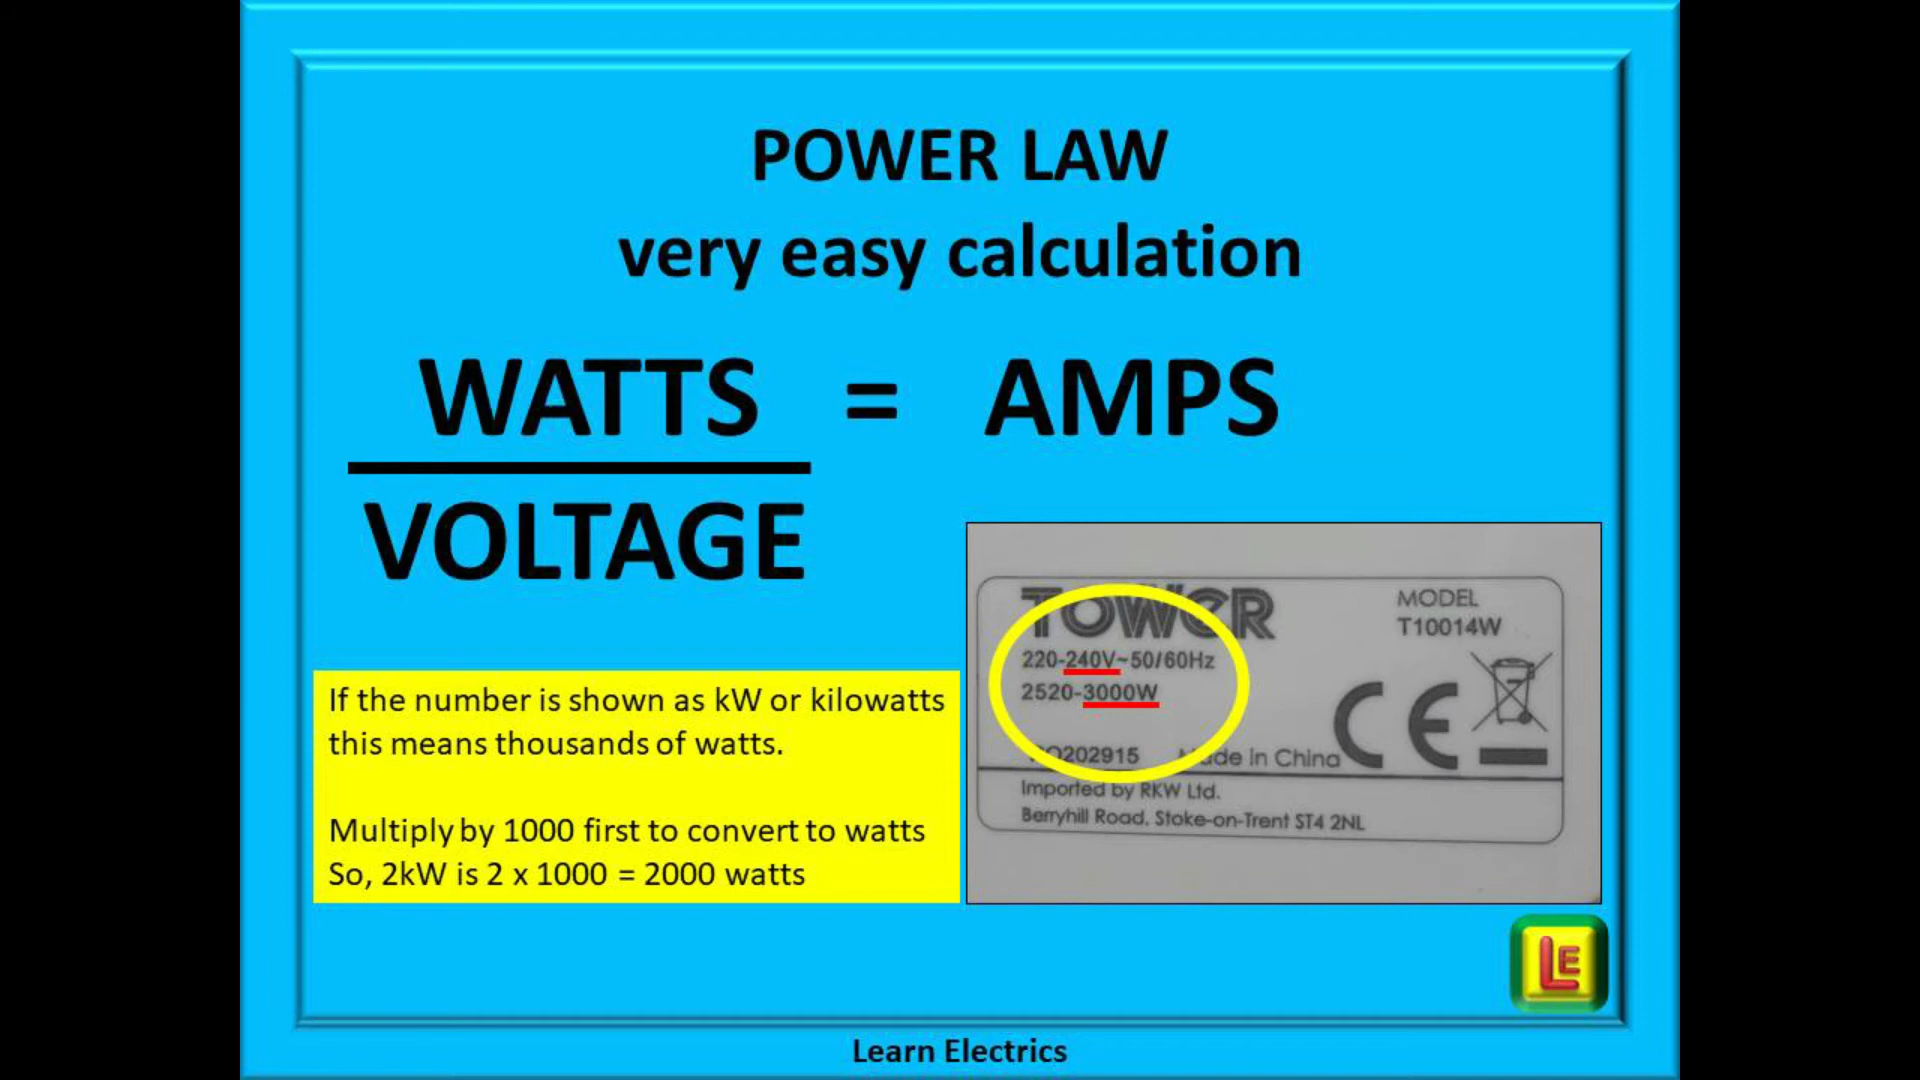 POWER LAW
very easy calculation
WATTS = AMPS
VOLTAGE
If the number is shown as kW or kilowatts
this means thousands of watts.
Multiply by 1000 first to convert to watts
So, 2kW is 2 x 1000 = 2000 watts
TOWER
MODEL
T10014W
220-240V~50/60Hz
2520-3000W
CE
Made in China
Imported by RKW Ltd.
Berryhill Road, Stoke-on-Trent ST4 2NL
LE
Learn Electrics